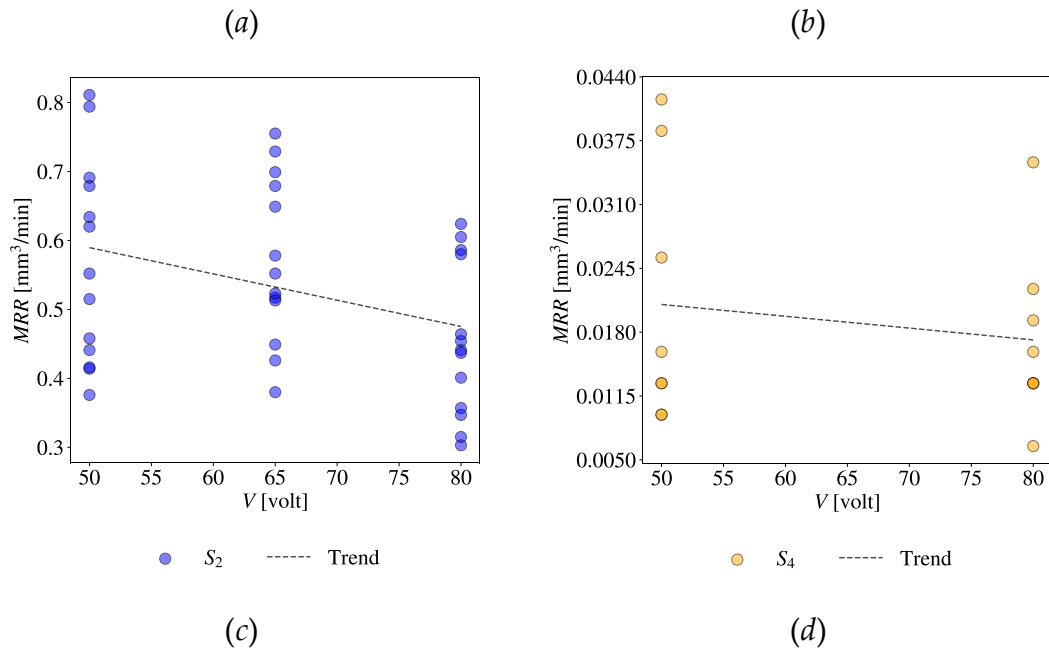 (a)
(b)
0.8
0.7
0.6
0.5
0.4
0.3
MRR [mm³/min]
50 55 60 65 70 75 80
V [volt]
S₂ Trend
0.0440
0.0375
0.0310
0.0245
0.0180
0.0115
0.0050
MRR [mm³/min]
50 55 60 65 70 75 80
V [volt]
S₄ Trend
(c)
(d)